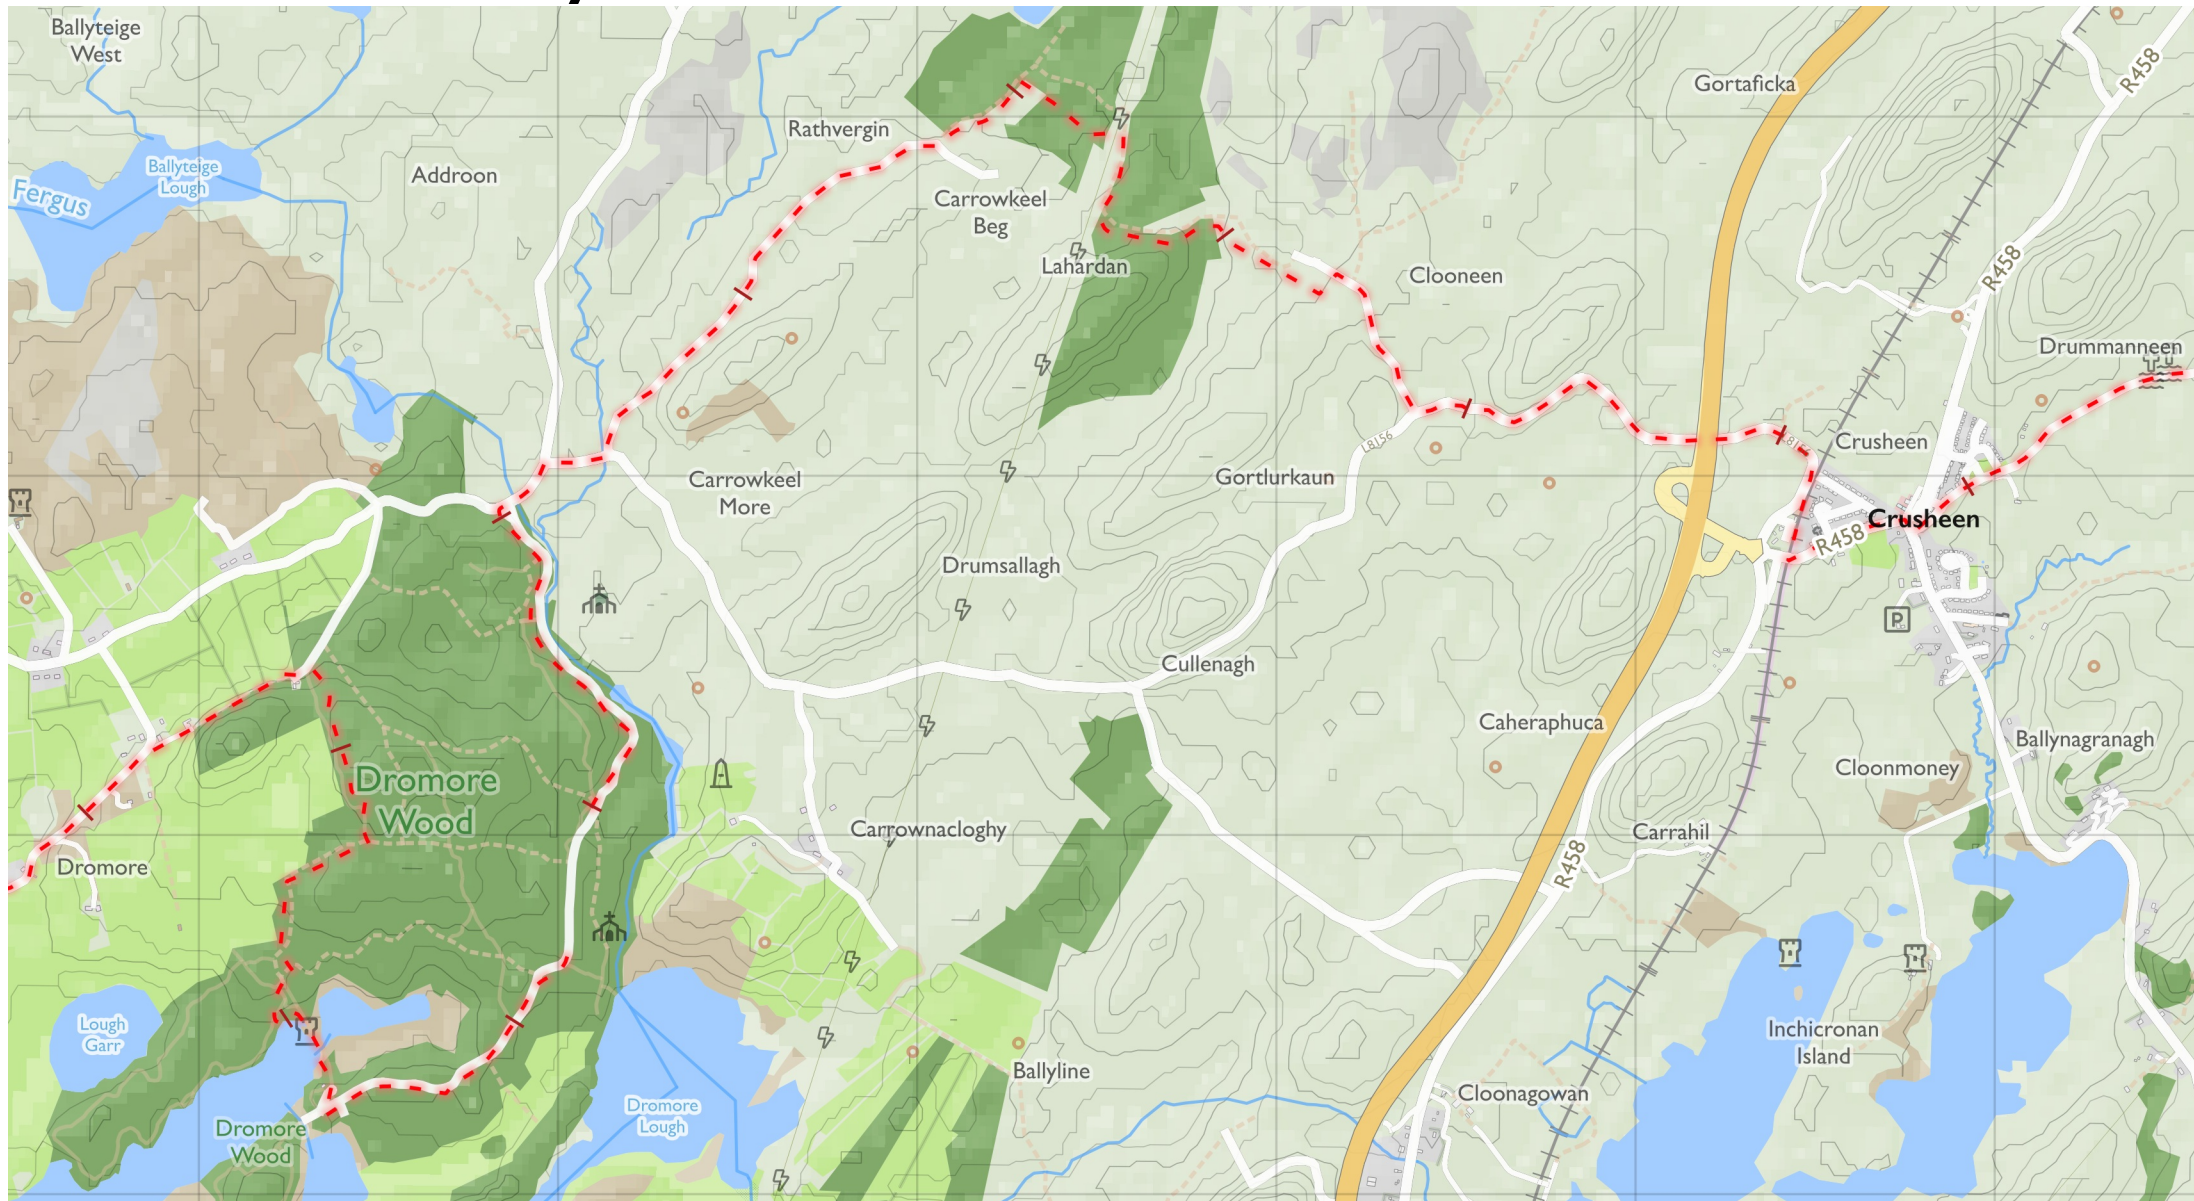 Ballyteige
West
Gortaficka
R458
Rathvergin
Ballyteige
Lough
Addroon
Fergus
Carrowkeel
Beg
Lahardan
Clooneen
R458
Drummanneen
L8156
Crusheen
Carrowkeel
More
Gortlurkaun
Crusheen
R458
Drumsallagh
P
Cullenagh
Caheraphuca
Ballynagranagh
Cloonmoney
Dromore
Wood
Carrownacloghy
Carrahil
Dromore
R458
Lough
Garr
Inchicronan
Island
Ballyline
Cloonagowan
Dromore
Lough
Dromore
Wood